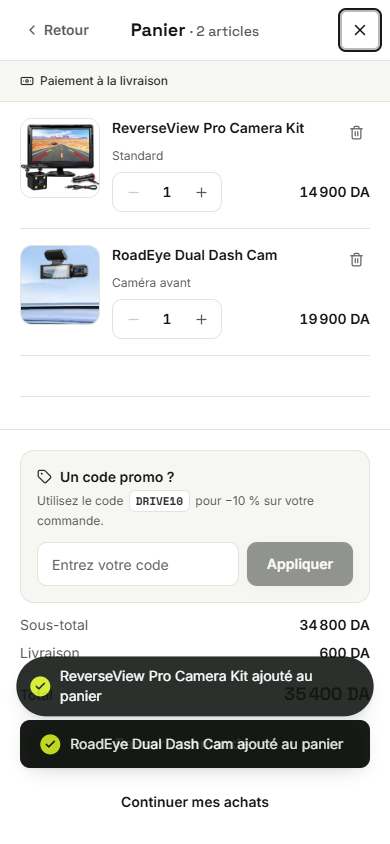 Retour
Panier · 2 articles
Paiement à la livraison
ReverseView Pro Camera Kit
Standard
1
14 900 DA
RoadEye Dual Dash Cam
Caméra avant
1
19 900 DA
Un code promo ?
Utilisez le code DRIVE10 pour −10 % sur votre
commande.
Entrez votre code
Appliquer
Sous-total
34 800 DA
Livraison
600 DA
Total
35 400 DA
ReverseView Pro Camera Kit ajouté au
panier
RoadEye Dual Dash Cam ajouté au panier
Continuer mes achats